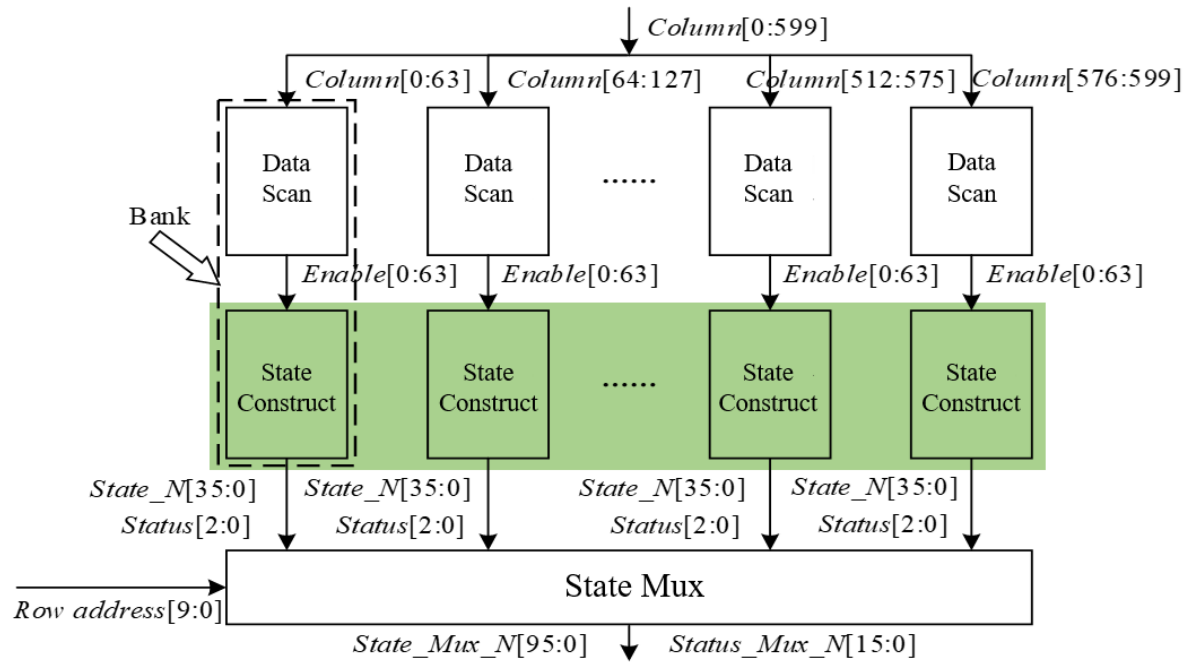 Column[0:599]
Column[0:63]
Column[64:127]
Column[512:575]
Column[576:599]
Data
Scan
Data
Scan
......
Data
Scan
Data
Scan
Bank
Enable[0:63]
Enable[0:63]
Enable[0:63]
Enable[0:63]
State
Construct
State
Construct
......
State
Construct
State
Construct
State_N[35:0]
State_N[35:0]
State_N[35:0]
State_N[35:0]
Status[2:0]
Status[2:0]
Status[2:0]
Status[2:0]
State Mux
Row address[9:0]
State_Mux_N[95:0]
Status_Mux_N[15:0]